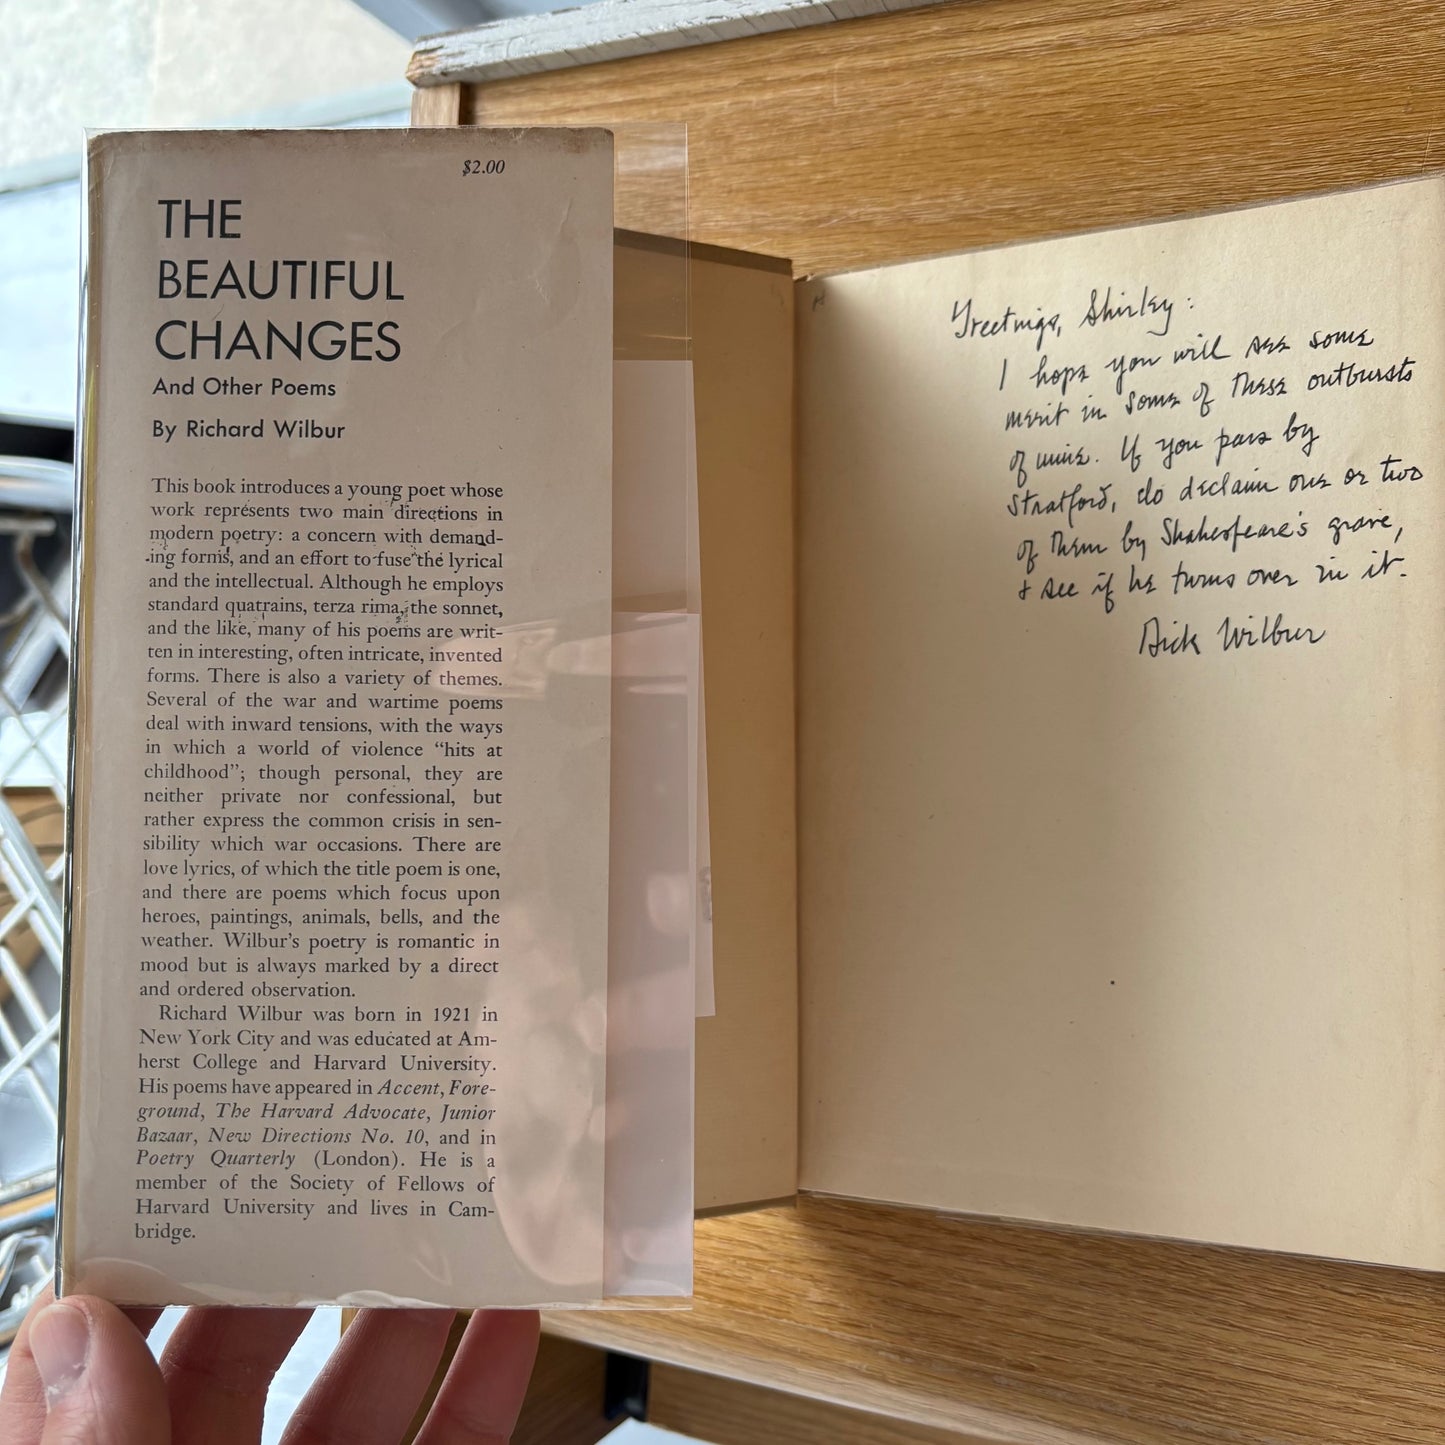 $2.00
THE
BEAUTIFUL
CHANGES
And Other Poems
By Richard Wilbur
This book introduces a young poet whose
work represents two main directions in
modern poetry: a concern with demand-
ing forms, and an effort to fuse the lyrical
and the intellectual. Although he employs
standard quatrains, terza rima, the sonnet,
and the like, many of his poems are writ-
ten in interesting, often intricate, invented
forms. There is also a variety of themes.
Several of the war and wartime poems
deal with inward tensions, with the ways
in which a world of violence “hits at
childhood”; though personal, they are
neither private nor confessional, but
rather express the common crisis in sen-
sibility which war occasions. There are
love lyrics, of which the title poem is one,
and there are poems which focus upon
heroes, paintings, animals, bells, and the
weather. Wilbur’s poetry is romantic in
mood but is always marked by a direct
and ordered observation.
Richard Wilbur was born in 1921 in
New York City and was educated at Am-
herst College and Harvard University.
His poems have appeared in Accent, Fore-
ground, The Harvard Advocate, Junior
Bazaar, New Directions No. 10, and in
Poetry Quarterly (London). He is a
member of the Society of Fellows of
Harvard University and lives in Cam-
bridge.
Greetings, Shirley:
I hope you will see some
merit in some of these outbursts
of mine. If you pass by
Stratford, do declaim one or two
of them by Shakespeare's grave,
& see if he turns over in it.
Dick Wilbur